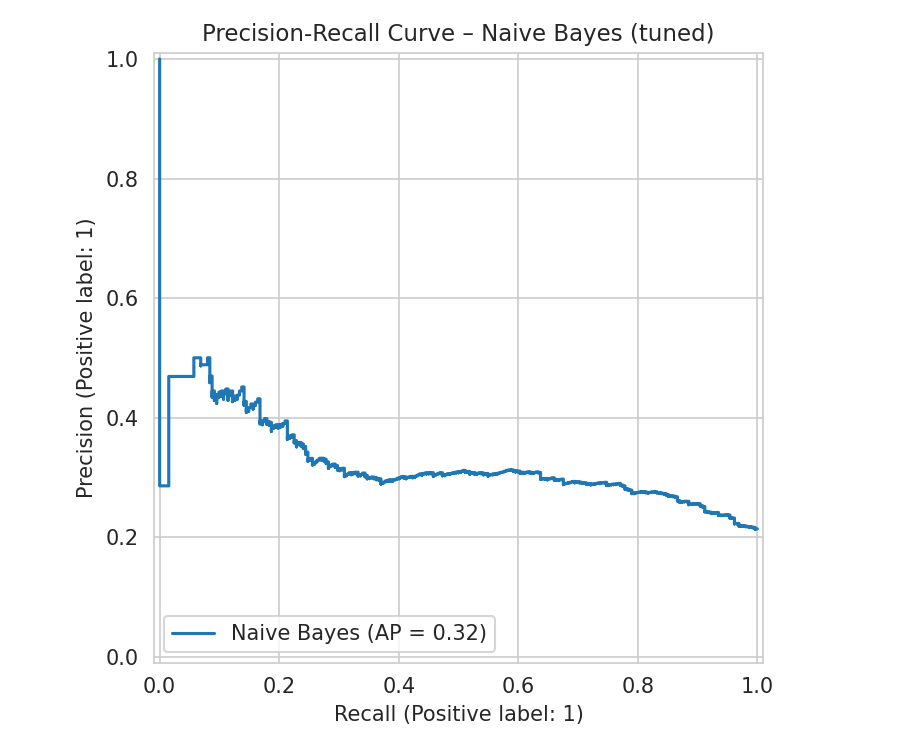 Precision-Recall Curve – Naive Bayes (tuned)
1.0
0.8
0.6
0.4
0.2
0.0
Precision (Positive label: 1)
Naive Bayes (AP = 0.32)
0.0 0.2 0.4 0.6 0.8 1.0
Recall (Positive label: 1)